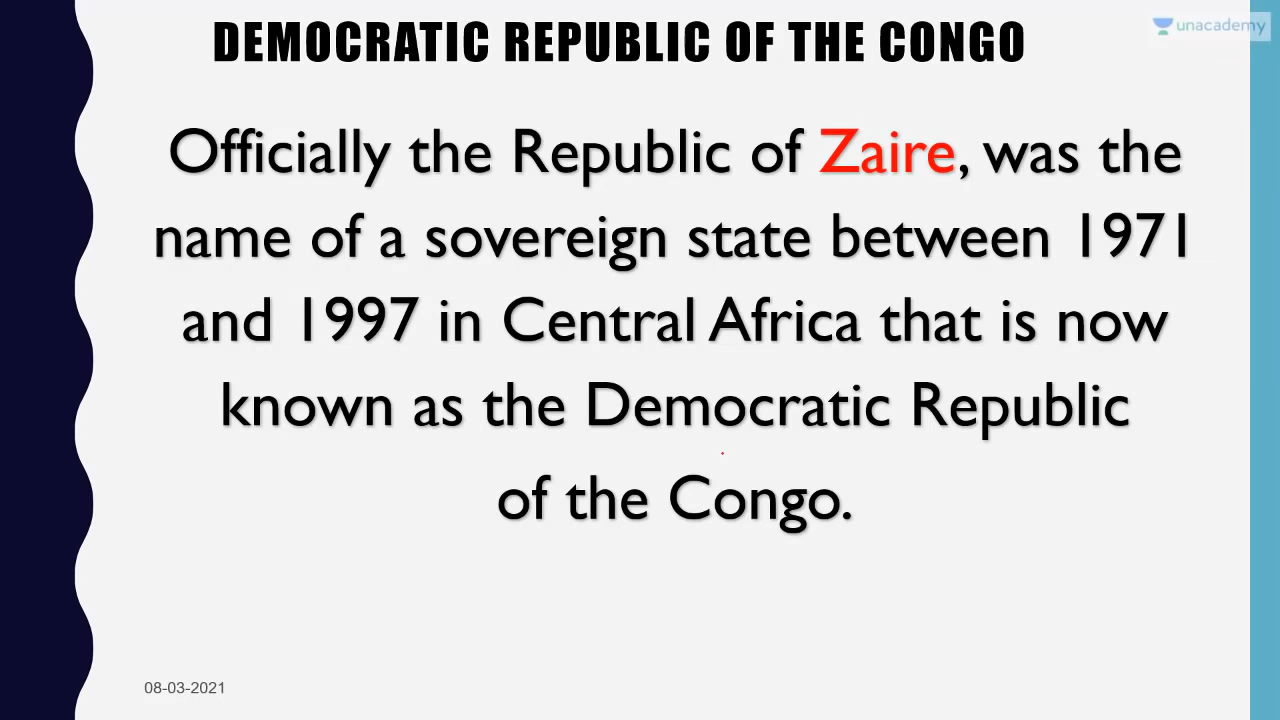 DEMOCRATIC REPUBLIC OF THE CONGO
unacademy
Officially the Republic of Zaire, was the
name of a sovereign state between 1971
and 1997 in Central Africa that is now
known as the Democratic Republic
of the Congo.
08-03-2021